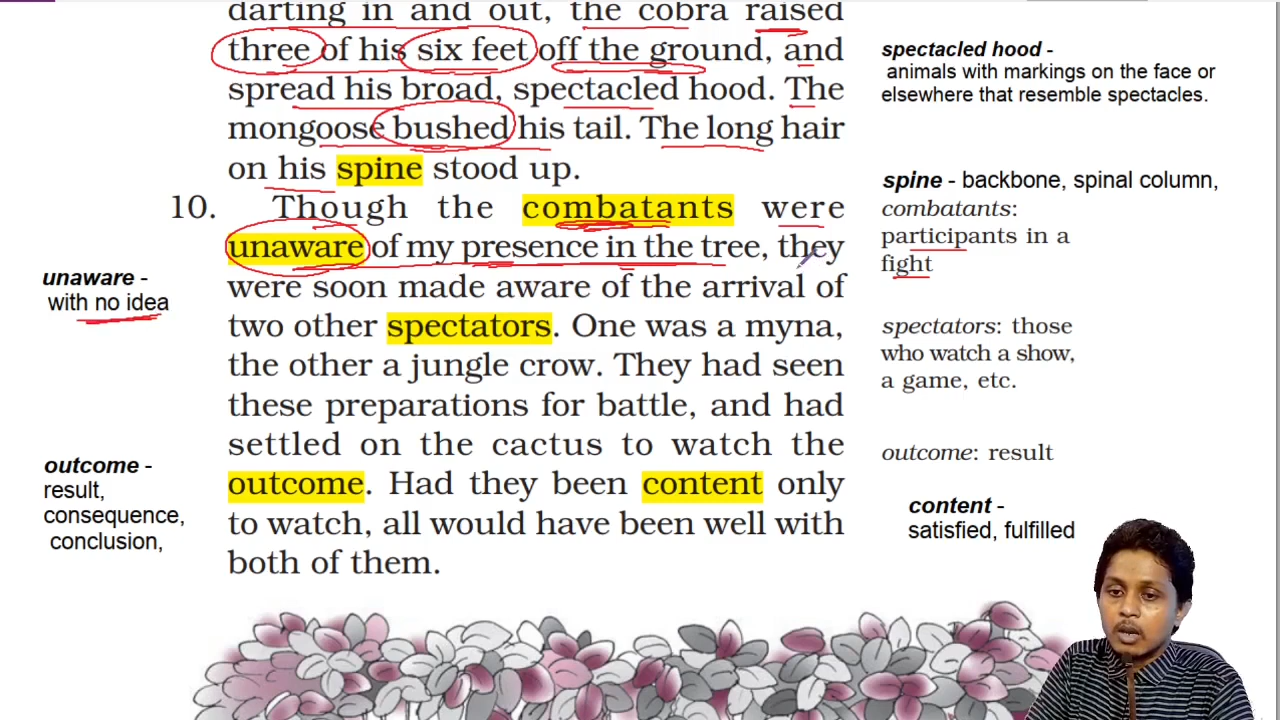 darting in and out, the cobra raised
three of his six feet off the ground, and
spread his broad, spectacled hood. The
mongoose bushed his tail. The long hair
on his spine stood up.
10. Though the combatants were
unaware of my presence in the tree, they
were soon made aware of the arrival of
two other spectators. One was a myna,
the other a jungle crow. They had seen
these preparations for battle, and had
settled on the cactus to watch the
outcome. Had they been content only
to watch, all would have been well with
both of them.
unaware -
with no idea
outcome -
result,
consequence,
conclusion,
spectacled hood -
animals with markings on the face or
elsewhere that resemble spectacles.
spine - backbone, spinal column,
combatants:
participants in a
fight
spectators: those
who watch a show,
a game, etc.
outcome: result
content -
satisfied, fulfilled